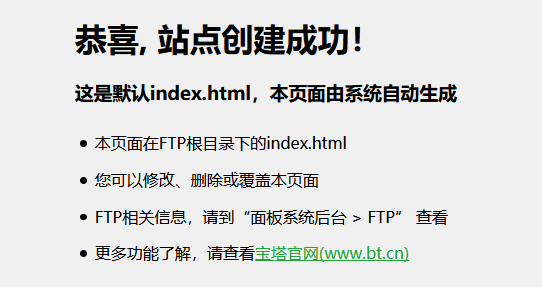 恭喜, 站点创建成功！
这是默认index.html，本页面由系统自动生成
本页面在FTP根目录下的index.html
您可以修改、删除或覆盖本页面
FTP相关信息，请到“面板系统后台 > FTP” 查看
更多功能了解，请查看宝塔官网(www.bt.cn)